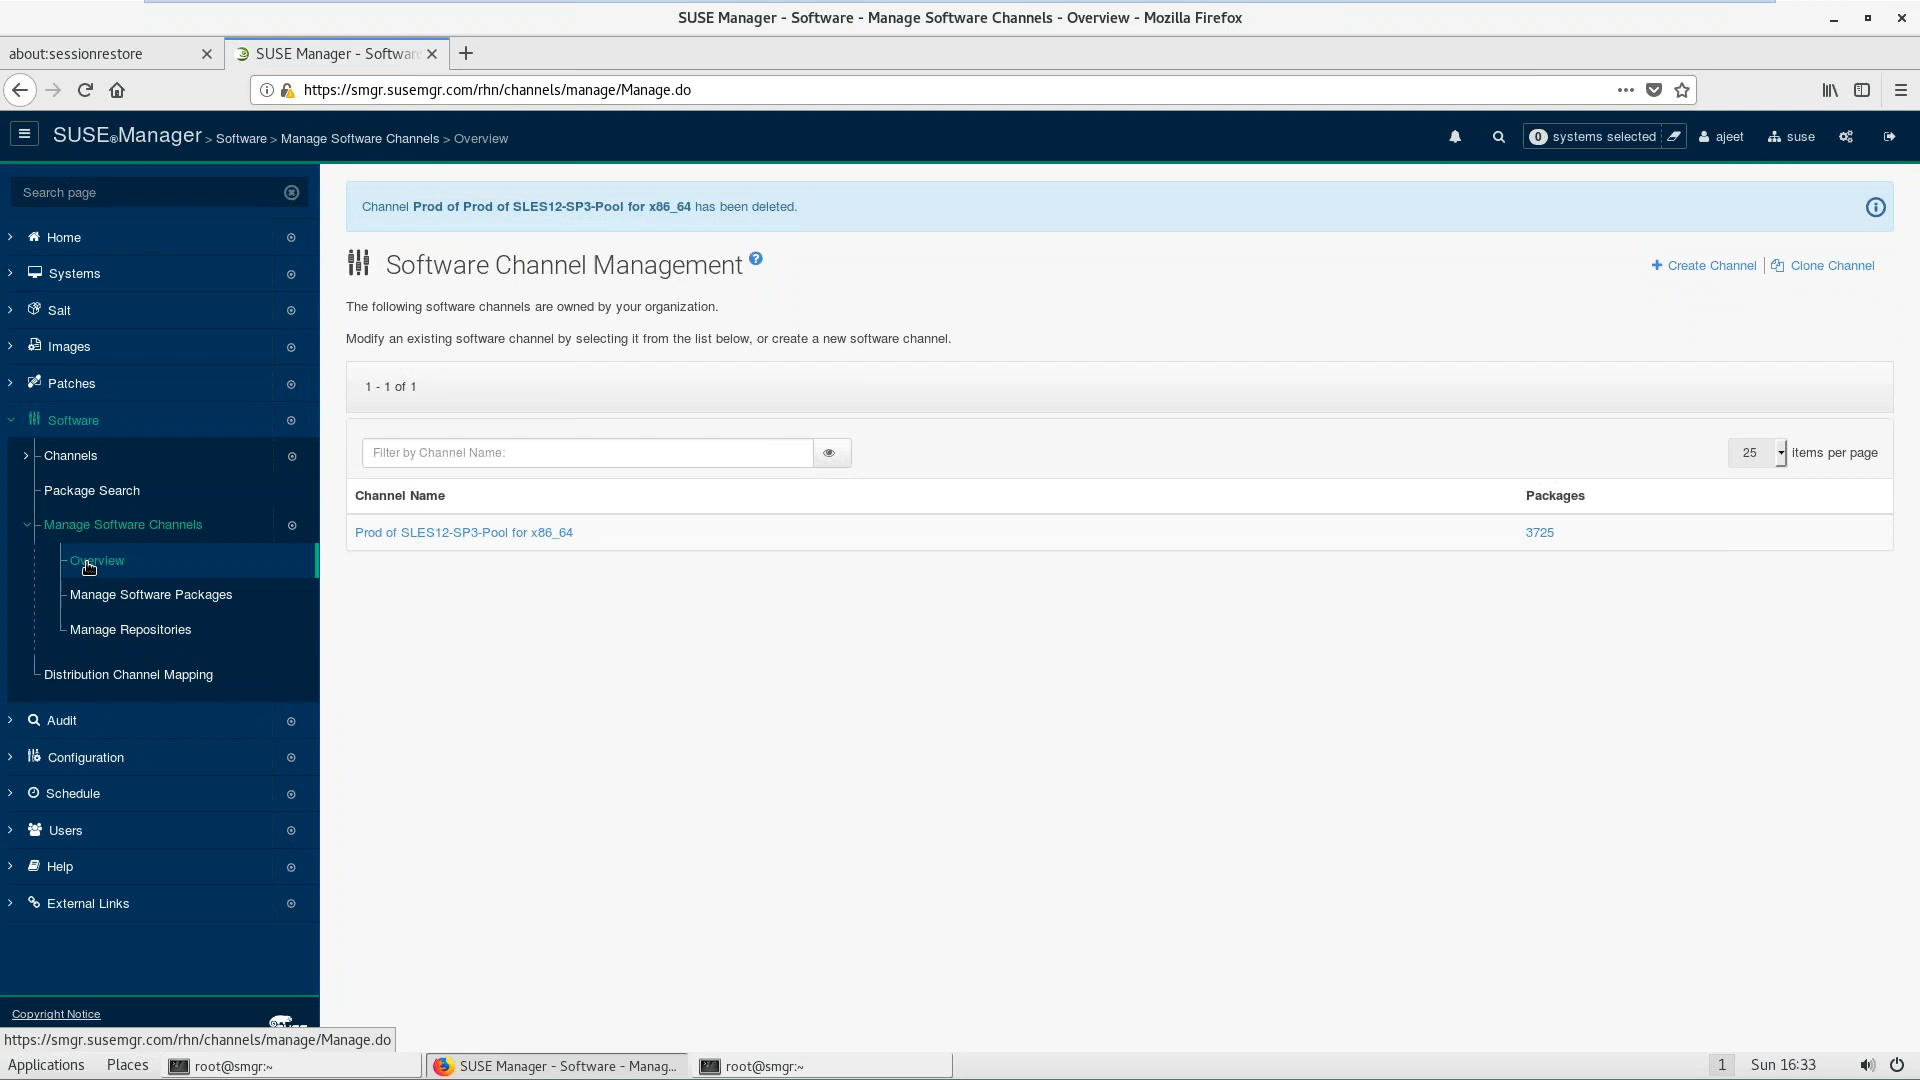 SUSE Manager - Software - Manage Software Channels - Overview - Mozilla Firefox
about:sessionrestore
SUSE Manager - Software
https://smgr.susemgr.com/rhn/channels/manage/Manage.do
SUSE®Manager > Software > Manage Software Channels > Overview
0 systems selected
ajeet
suse
Search page
Channel Prod of Prod of SLES12-SP3-Pool for x86_64 has been deleted.
Home
Systems
Salt
Images
Patches
Software
Channels
Package Search
Manage Software Channels
Overview
Manage Software Packages
Manage Repositories
Distribution Channel Mapping
Audit
Configuration
Schedule
Users
Help
External Links
Copyright Notice
Software Channel Management ?
Create Channel
Clone Channel
The following software channels are owned by your organization.
Modify an existing software channel by selecting it from the list below, or create a new software channel.
1 - 1 of 1
Filter by Channel Name:
25 items per page
Channel Name Packages
Prod of SLES12-SP3-Pool for x86_64 3725
https://smgr.susemgr.com/rhn/channels/manage/Manage.do
Applications Places root@smgr:~ SUSE Manager - Software - Manag... root@smgr:~ 1 Sun 16:33